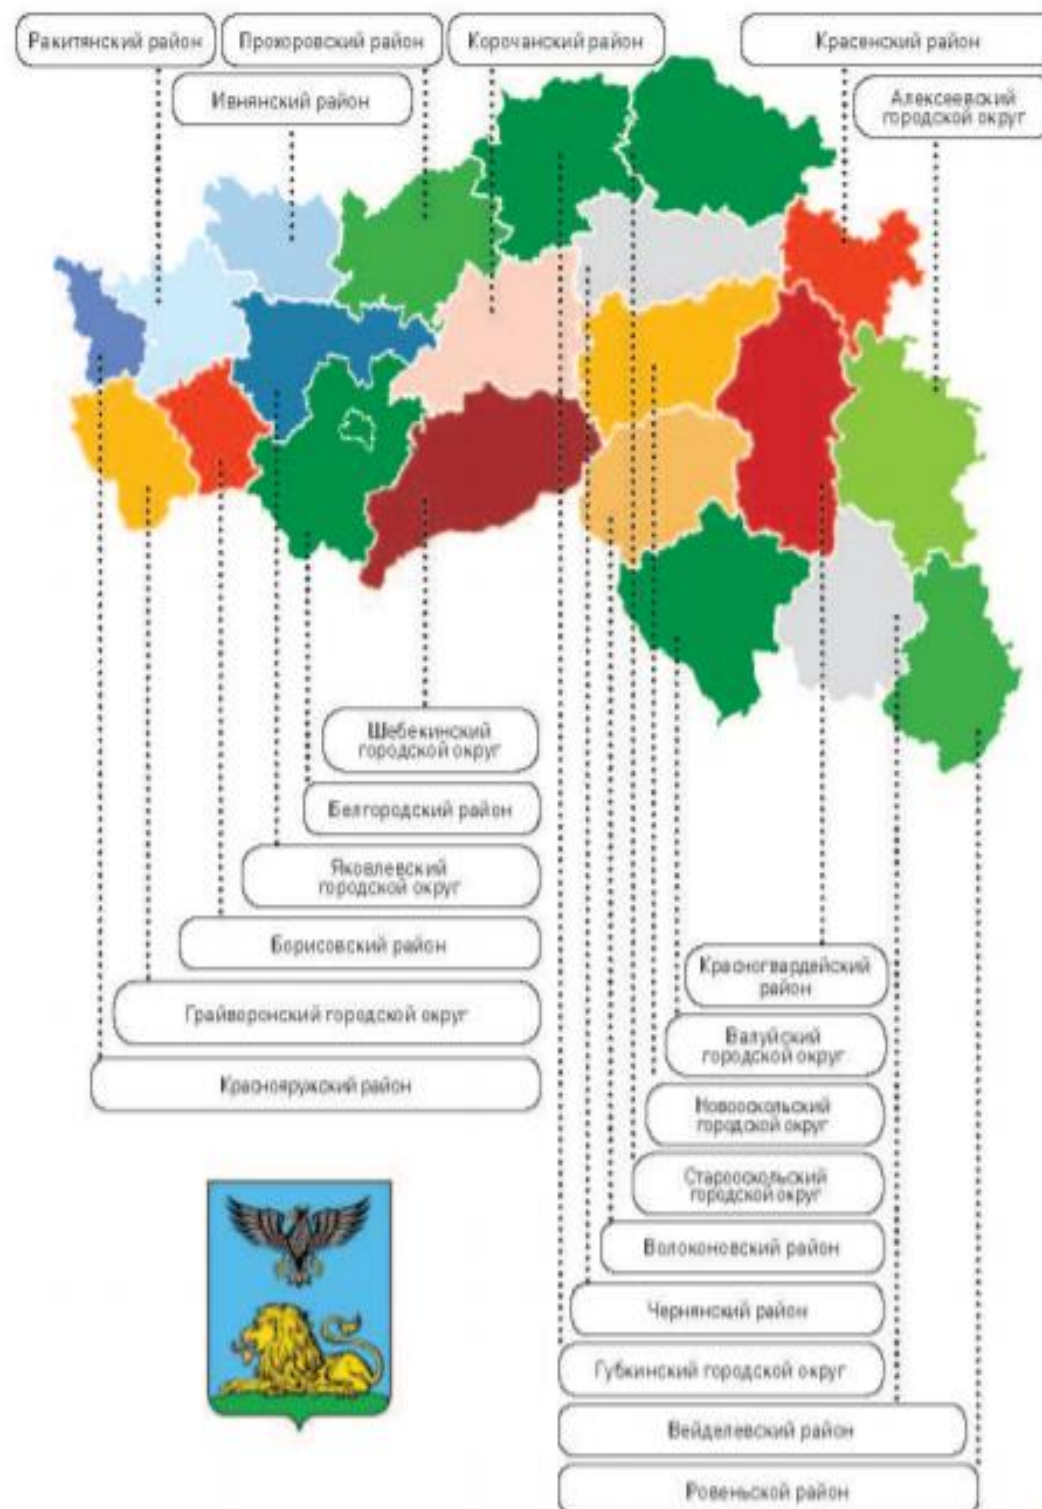 Ракитянский район
Прохоровский район
Корочанский район
Красенский район
Ивнянский район
Алексеевский
городской округ
Шебекинский
городской округ
Белгородский район
Яковлевский
городской округ
Борисовский район
Грайворонский городской округ
Краснояружский район
Красногвардейский
район
Валуйский
городской округ
Новооскольский
городской округ
Старооскольский
городской округ
Волоконовский район
Чернянский район
Губкинский городской округ
Вейделевский район
Ровеньской район